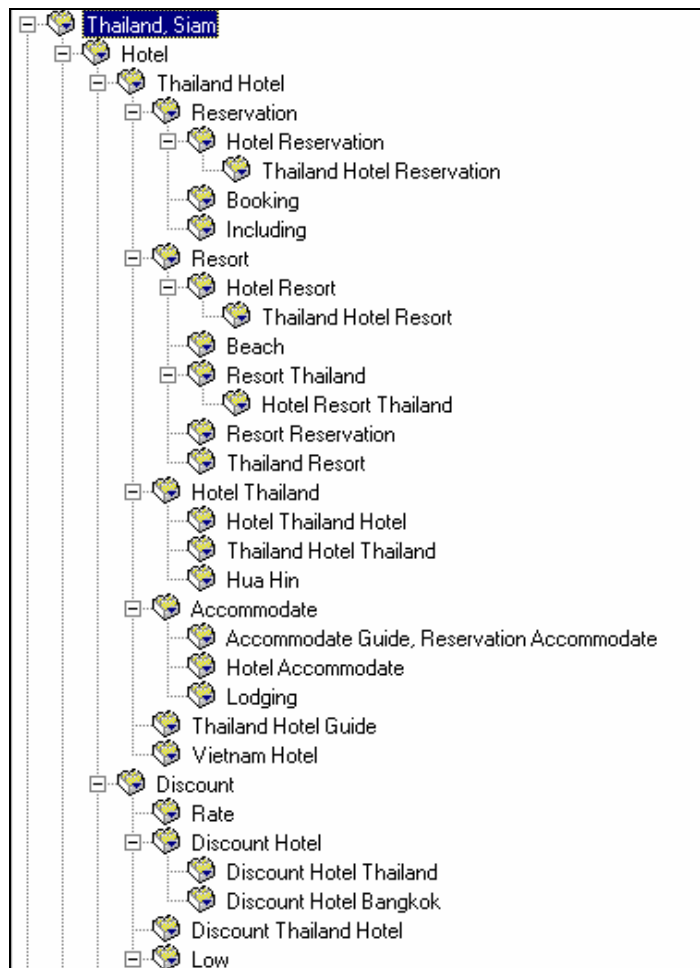 Thailand, Siam
Hotel
Thailand Hotel
Reservation
Hotel Reservation
Thailand Hotel Reservation
Booking
Including
Resort
Hotel Resort
Thailand Hotel Resort
Beach
Resort Thailand
Hotel Resort Thailand
Resort Reservation
Thailand Resort
Hotel Thailand
Hotel Thailand Hotel
Thailand Hotel Thailand
Hua Hin
Accommodate
Accommodate Guide, Reservation Accommodate
Hotel Accommodate
Lodging
Thailand Hotel Guide
Vietnam Hotel
Discount
Rate
Discount Hotel
Discount Hotel Thailand
Discount Hotel Bangkok
Discount Thailand Hotel
Low